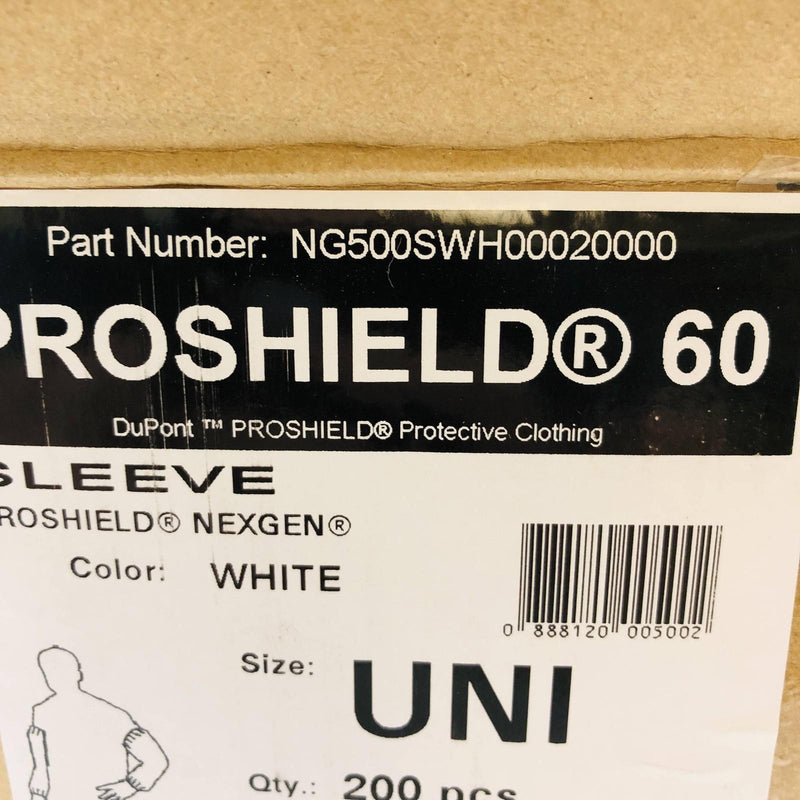 Part Number: NG500SWH00020000
PROSHIELD® 60
DuPont ™ PROSHIELD® Protective Clothing
SLEEVE
PROSHIELD® NEXGEN®
Color: WHITE
0 888120 005002
Size: UNI
Qty.: 200 pcs